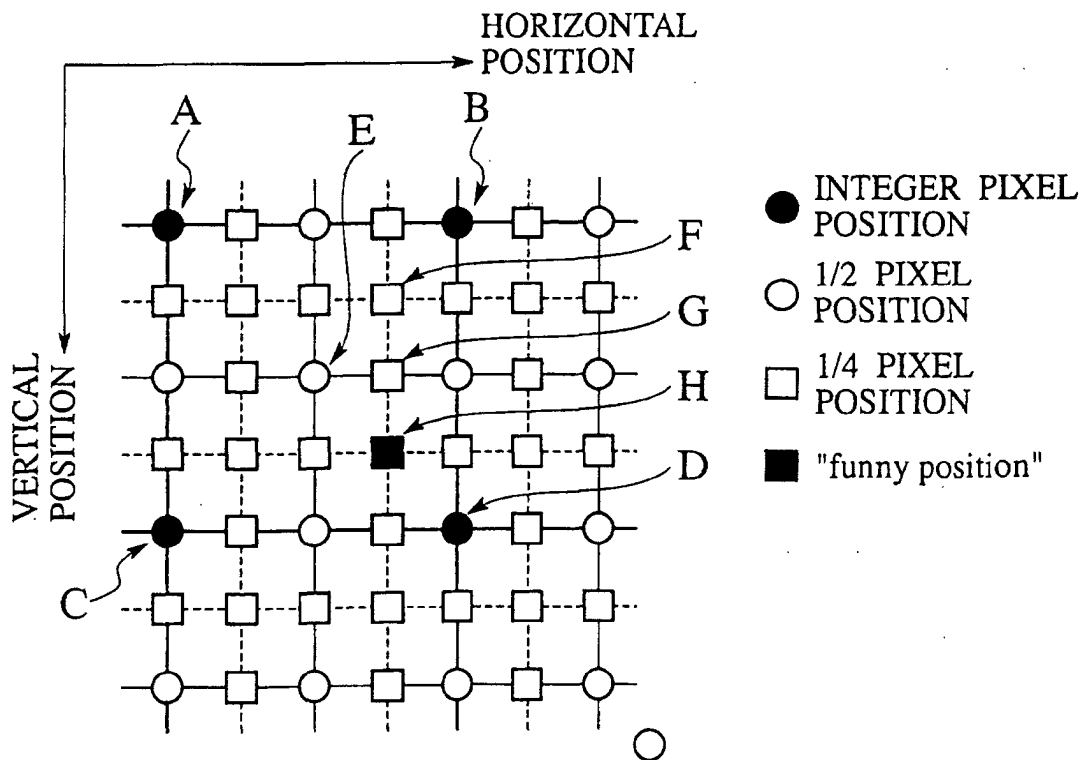 HORIZONTAL
POSITION
A
E
B
F
G
H
D
C
VERTICAL
POSITION
INTEGER PIXEL
POSITION
1/2 PIXEL
POSITION
1/4 PIXEL
POSITION
"funny position"